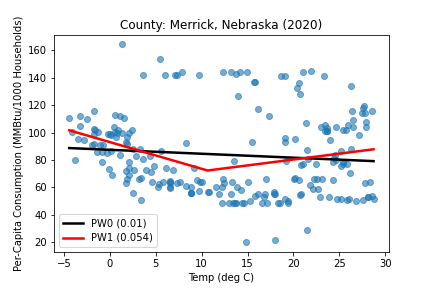 County: Merrick, Nebraska (2020)
Per-Capita Consumption (MMBtu/1000 Households)
160
140
120
100
80
60
40
20
PW0 (0.01)
PW1 (0.054)
−5 0 5 10 15 20 25 30
Temp (deg C)